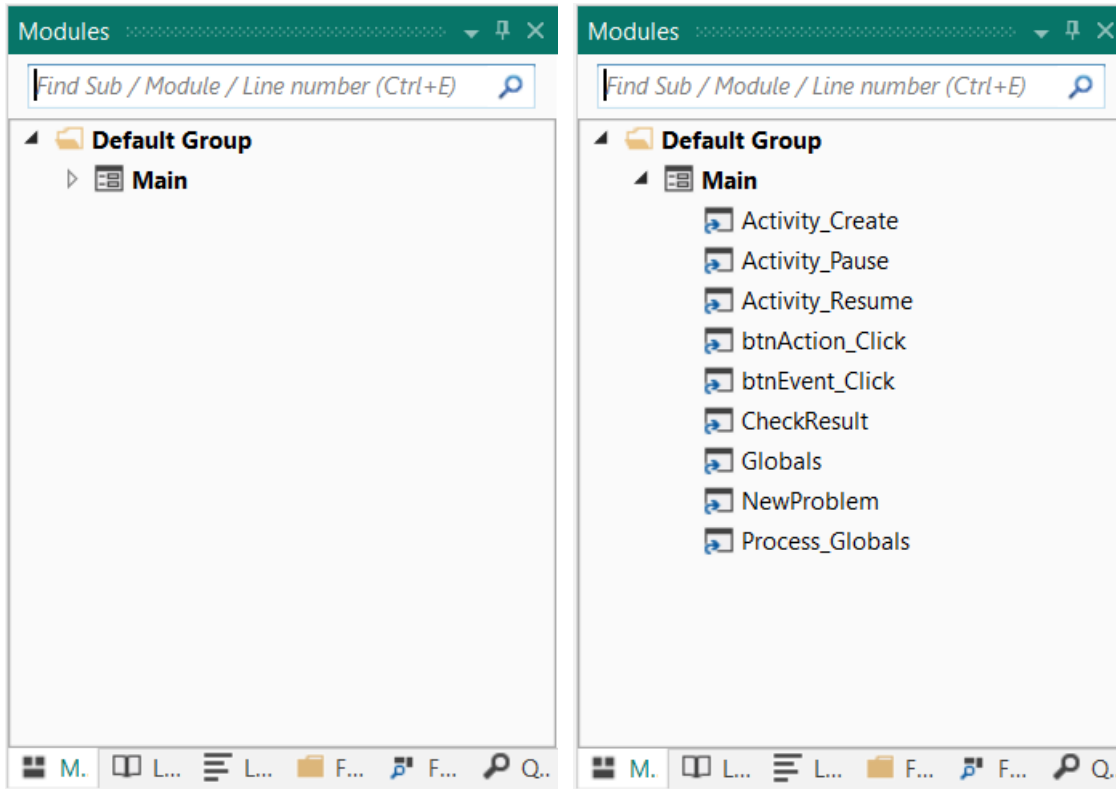 Modules
Find Sub / Module / Line number (Ctrl+E)
Default Group
Main
M.
L...
L...
F...
F...
Q..
Modules
Find Sub / Module / Line number (Ctrl+E)
Default Group
Main
Activity_Create
Activity_Pause
Activity_Resume
btnAction_Click
btnEvent_Click
CheckResult
Globals
NewProblem
Process_Globals
M.
L...
L...
F...
F...
Q.